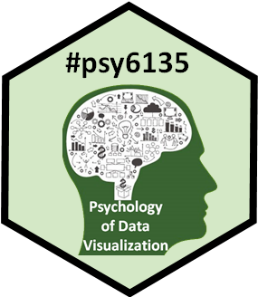 #psy6135
Psychology
of Data
Visualization